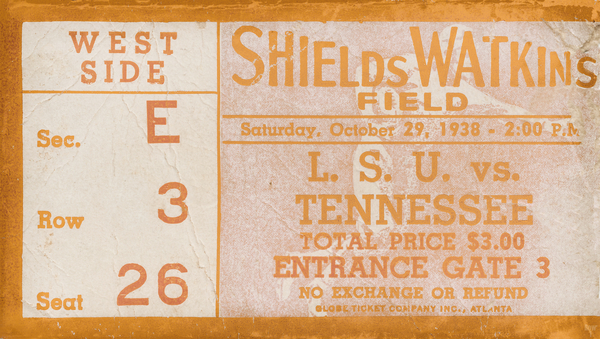 WEST
SIDE
Sec. E
Row 3
Seat 26
SHIELDS WATKINS
FIELD
Saturday, October 29, 1938 - 2:00 P.M
L. S. U. vs.
TENNESSEE
TOTAL PRICE $3.00
ENTRANCE GATE 3
NO EXCHANGE OR REFUND
GLOBE TICKET COMPANY INC., ATLANTA